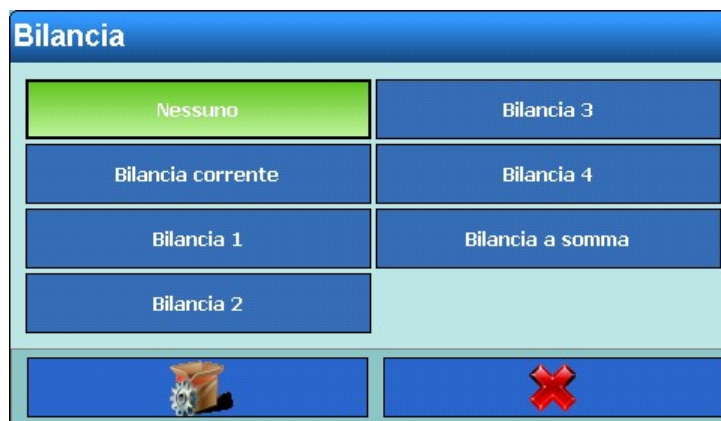 Bilancia
Nessuno
Bilancia corrente
Bilancia 1
Bilancia 2
Bilancia 3
Bilancia 4
Bilancia a somma